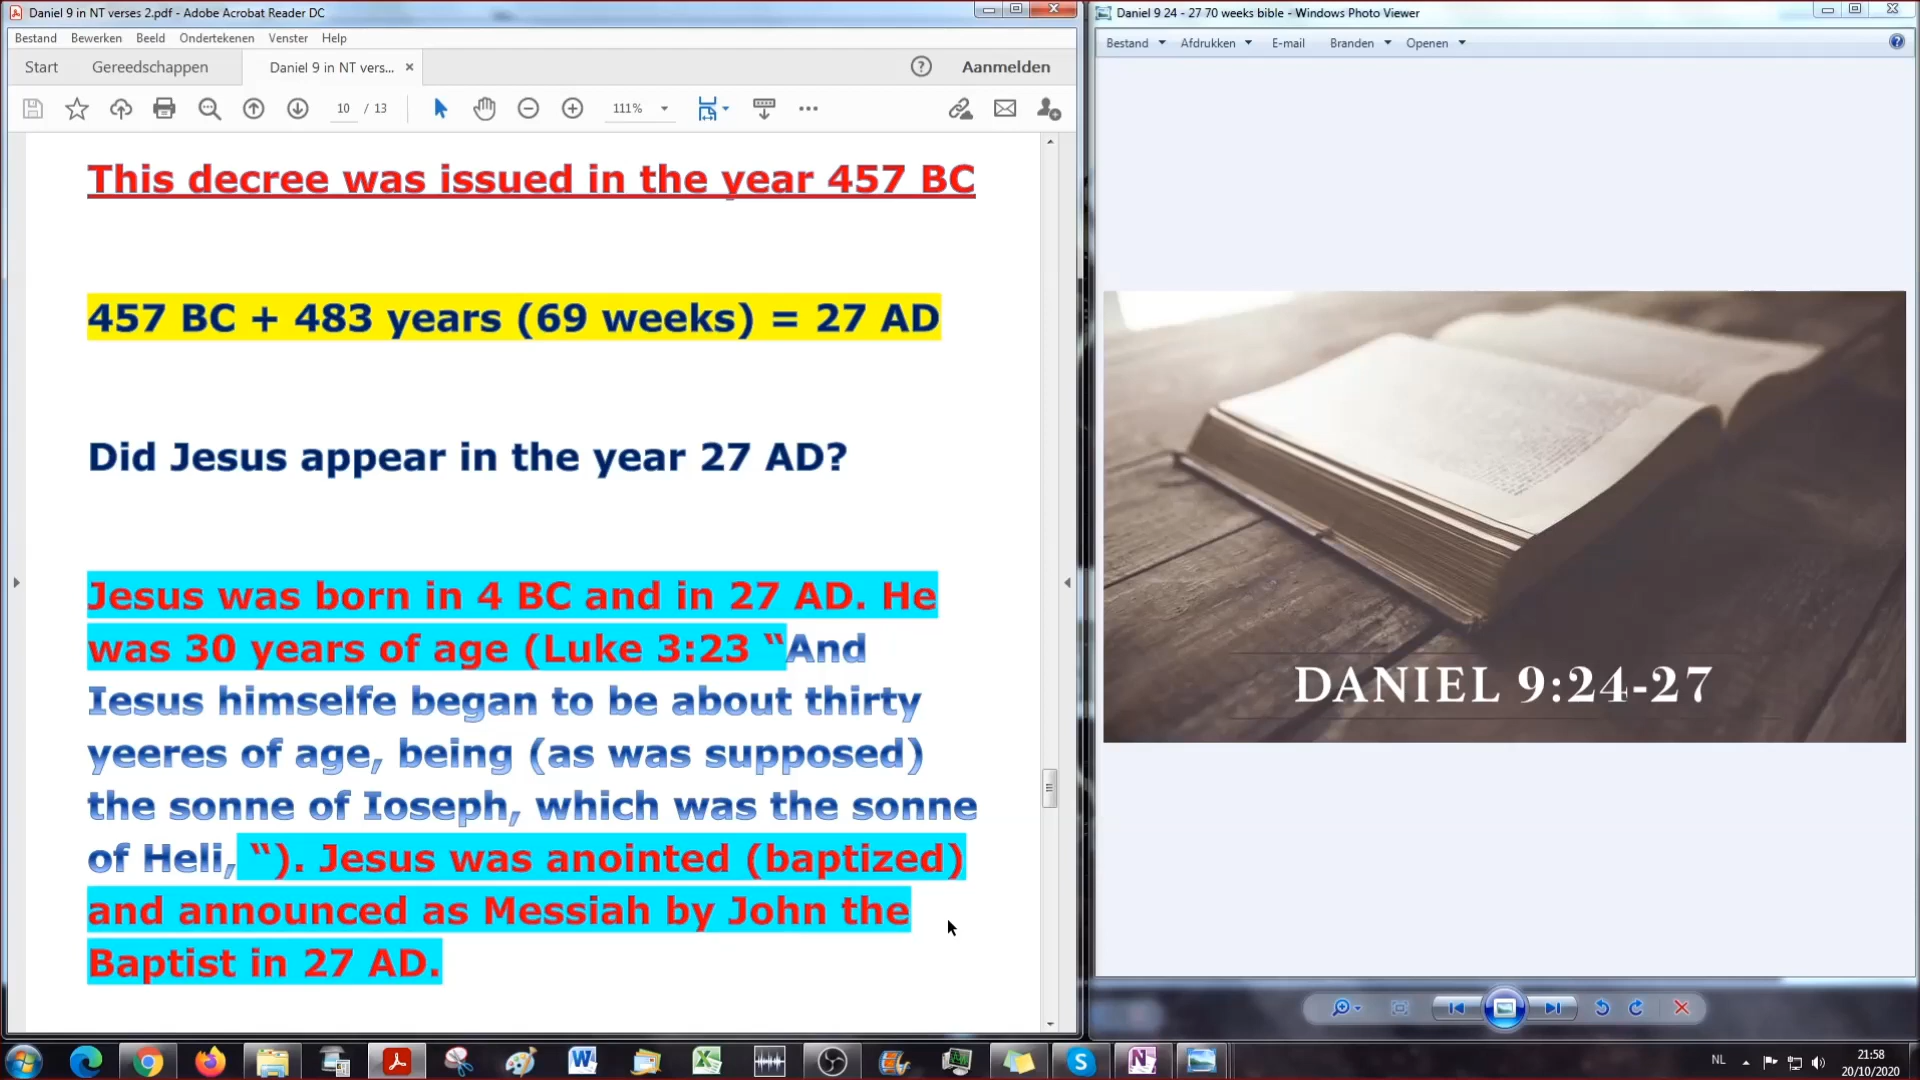 Daniel 9 in NT verses 2.pdf - Adobe Acrobat Reader DC
Bestand Bewerken Beeld Ondertekenen Venster Help
Start Gereedschappen Daniel 9 in NT vers... × Aanmelden
10 / 13 111%
This decree was issued in the year 457 BC
457 BC + 483 years (69 weeks) = 27 AD
Did Jesus appear in the year 27 AD?
Jesus was born in 4 BC and in 27 AD. He
was 30 years of age (Luke 3:23 “And
Iesus himselfe began to be about thirty
yeeres of age, being (as was supposed)
the sonne of Ioseph, which was the sonne
of Heli, “). Jesus was anointed (baptized)
and announced as Messiah by John the
Baptist in 27 AD.
Daniel 9 24 - 27 70 weeks bible - Windows Photo Viewer
Bestand Afdrukken E-mail Branden Openen
DANIEL 9:24-27
NL
21:58
20/10/2020